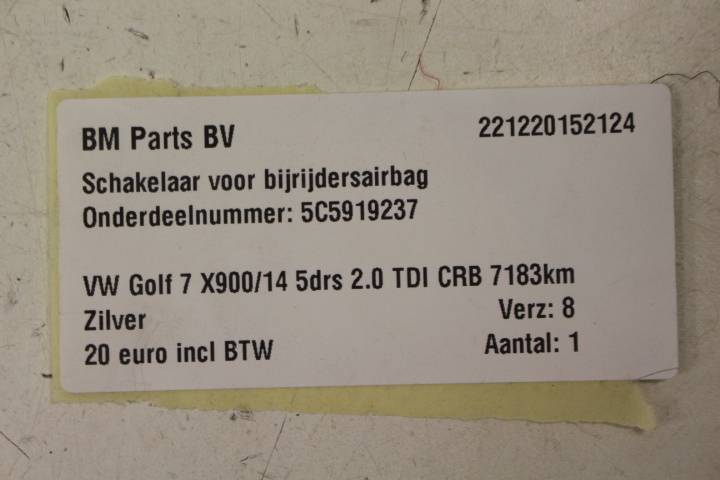 BM Parts BV 221220152124
Schakelaar voor bijrijdersairbag
Onderdeelnummer: 5C5919237
VW Golf 7 X900/14 5drs 2.0 TDI CRB 7183km
Zilver Verz: 8
20 euro incl BTW Aantal: 1